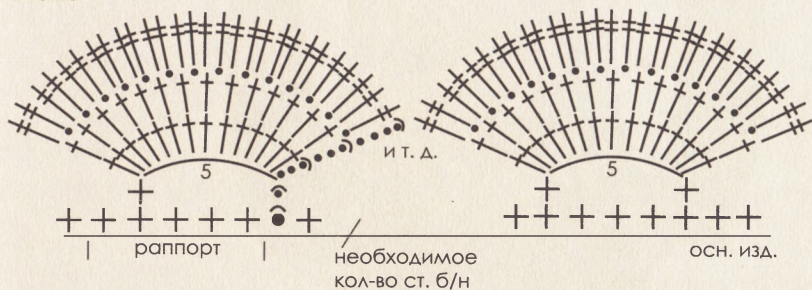 5
и т. д.
5
раппорт
необходимое
кол-во ст. б/н
осн. изд.